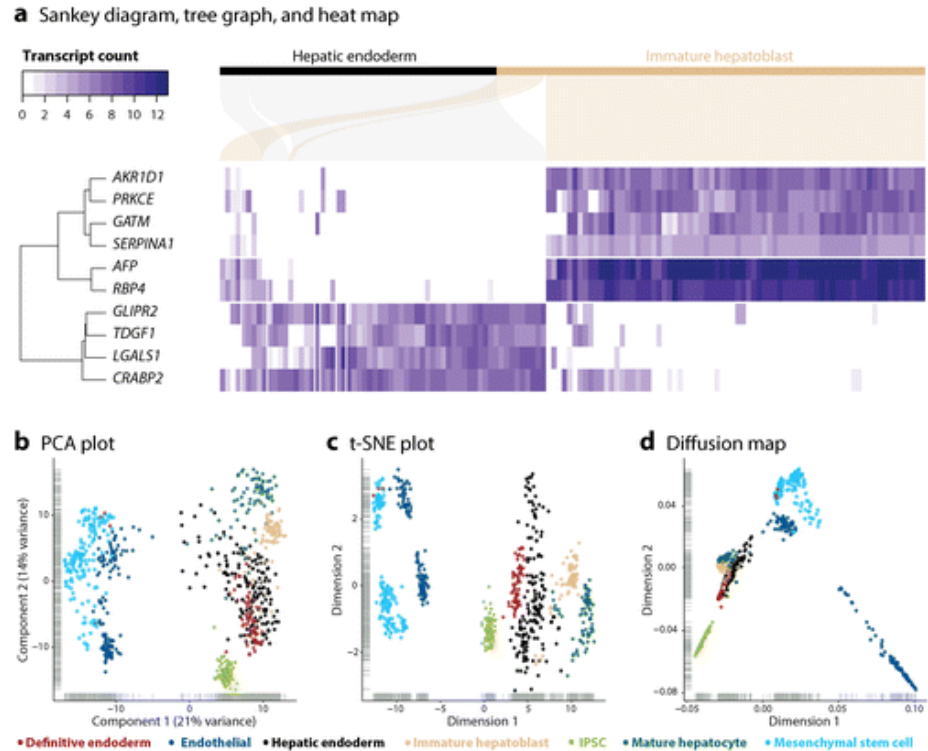 a Sankey diagram, tree graph, and heat map
Transcript count
0 2 4 6 8 10 12
Hepatic endoderm
Immature hepatoblast
AKR1D1
PRKCE
GATM
SERPINA1
AFP
RBP4
GLIPR2
TDGF1
LGALS1
CRABP2
b PCA plot
Component 2 (14% variance)
10
0
−10
−10 0 10
Component 1 (21% variance)
c t-SNE plot
Dimension 2
2
0
−2
−10 −5 0 5 10
Dimension 1
d Diffusion map
Dimension 2
0.04
0.00
−0.04
−0.08
−0.05 0.00 0.05 0.10
Dimension 1
Definitive endoderm Endothelial Hepatic endoderm Immature hepatoblast IPSC Mature hepatocyte Mesenchymal stem cell